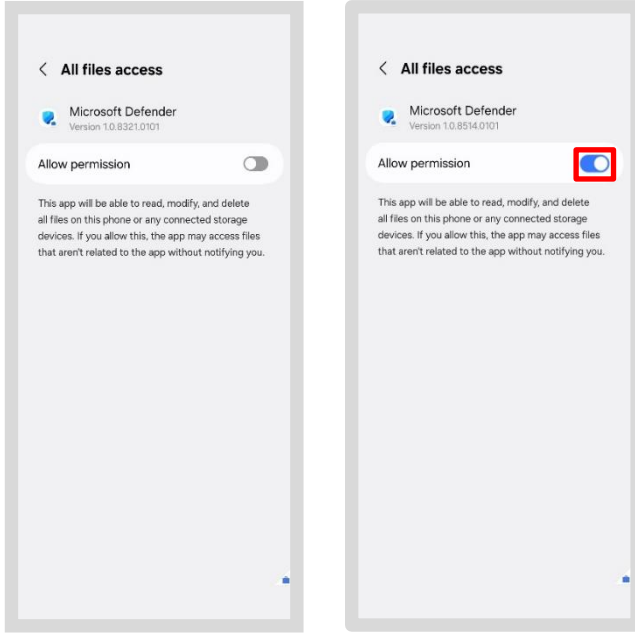 All files access
Microsoft Defender
Version 1.0.8321.0101
Allow permission
This app will be able to read, modify, and delete
all files on this phone or any connected storage
devices. If you allow this, the app may access files
that aren't related to the app without notifying you.
All files access
Microsoft Defender
Version 1.0.8514.0101
Allow permission
This app will be able to read, modify, and delete
all files on this phone or any connected storage
devices. If you allow this, the app may access files
that aren't related to the app without notifying you.